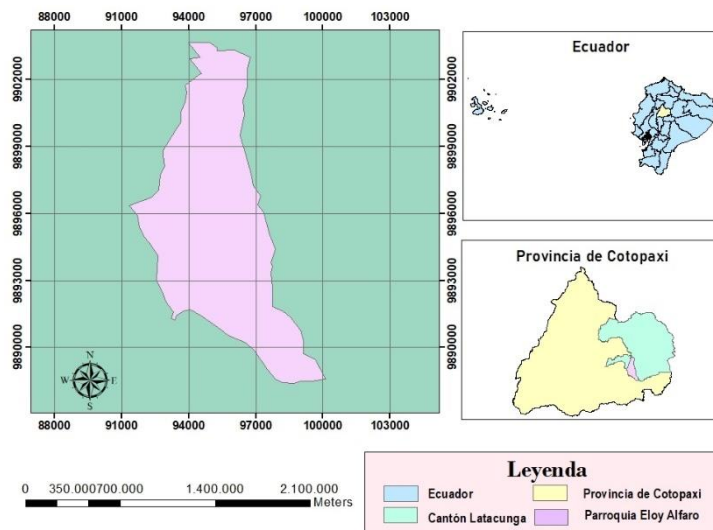 88000 91000 94000 97000 100000 103000
9902000 9902000
9899000 9899000
9896000 9896000
9893000 9893000
9890000 9890000
N
W E
S
88000 91000 94000 97000 100000 103000
Ecuador
Provincia de Cotopaxi
0 350.000700.000 1.400.000 2.100.000
Meters
Leyenda
Ecuador Provincia de Cotopaxi
Cantón Latacunga Parroquia Eloy Alfaro